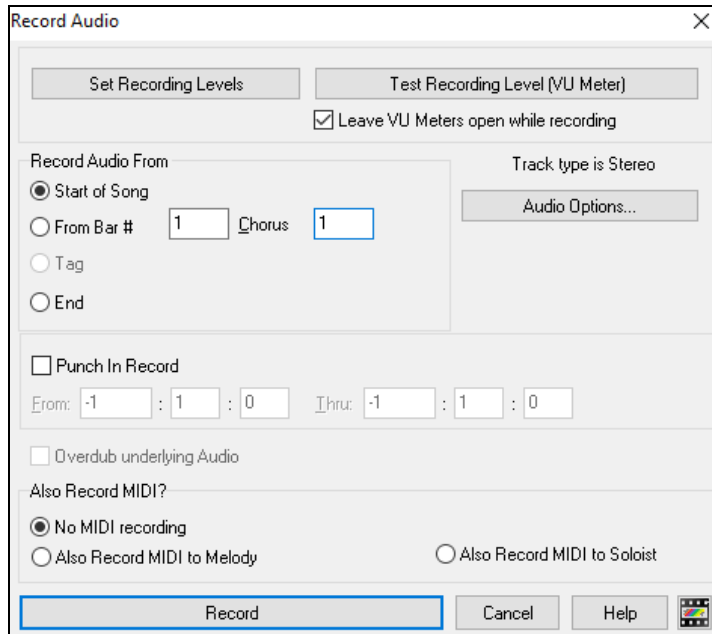 Record Audio
Set Recording Levels
Test Recording Level (VU Meter)
Leave VU Meters open while recording
Record Audio From
Track type is Stereo
Start of Song
Audio Options...
From Bar # 1 Chorus 1
Tag
End
Punch In Record
From: -1 : 1 : 0 Thru: -1 : 1 : 0
Overdub underlying Audio
Also Record MIDI?
No MIDI recording
Also Record MIDI to Melody
Also Record MIDI to Soloist
Record
Cancel
Help